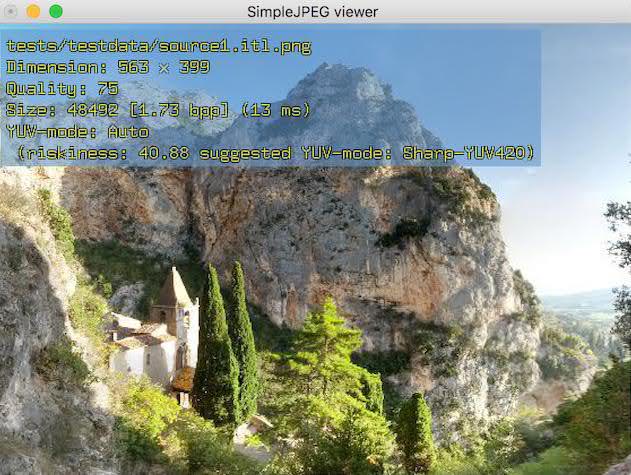 SimpleJPEG viewer
tests/testdata/source1.itl.png
Dimension: 563 × 399
Quality: 75
Size: 48492 [1.73 bpp] (13 ms)
YUV-mode: Auto
(riskiness: 40.88 suggested YUV-mode: Sharp-YUV420)